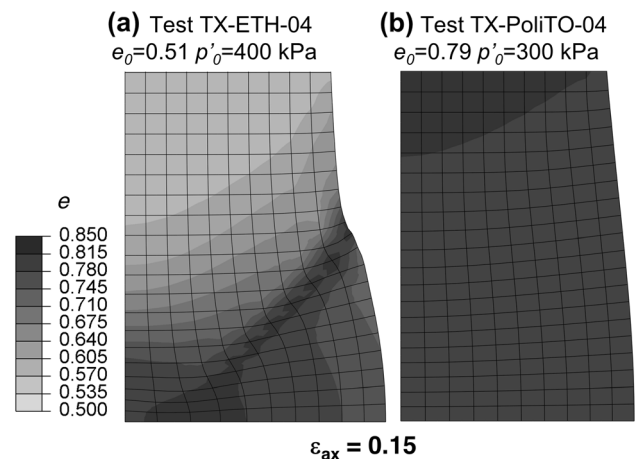 (a) Test TX-ETH-04
e0=0.51 p'0=400 kPa
(b) Test TX-PoliTO-04
e0=0.79 p'0=300 kPa
e
0.850
0.815
0.780
0.745
0.710
0.675
0.640
0.605
0.570
0.535
0.500
εax = 0.15